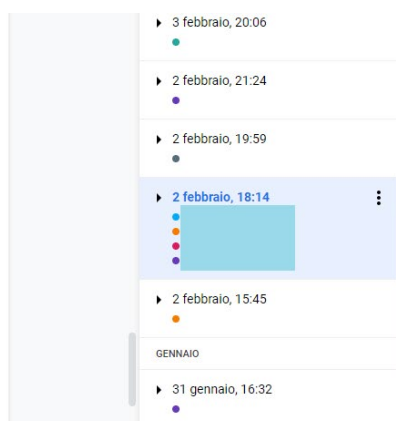 3 febbraio, 20:06
2 febbraio, 21:24
2 febbraio, 19:59
2 febbraio, 18:14
2 febbraio, 15:45
GENNAIO
31 gennaio, 16:32